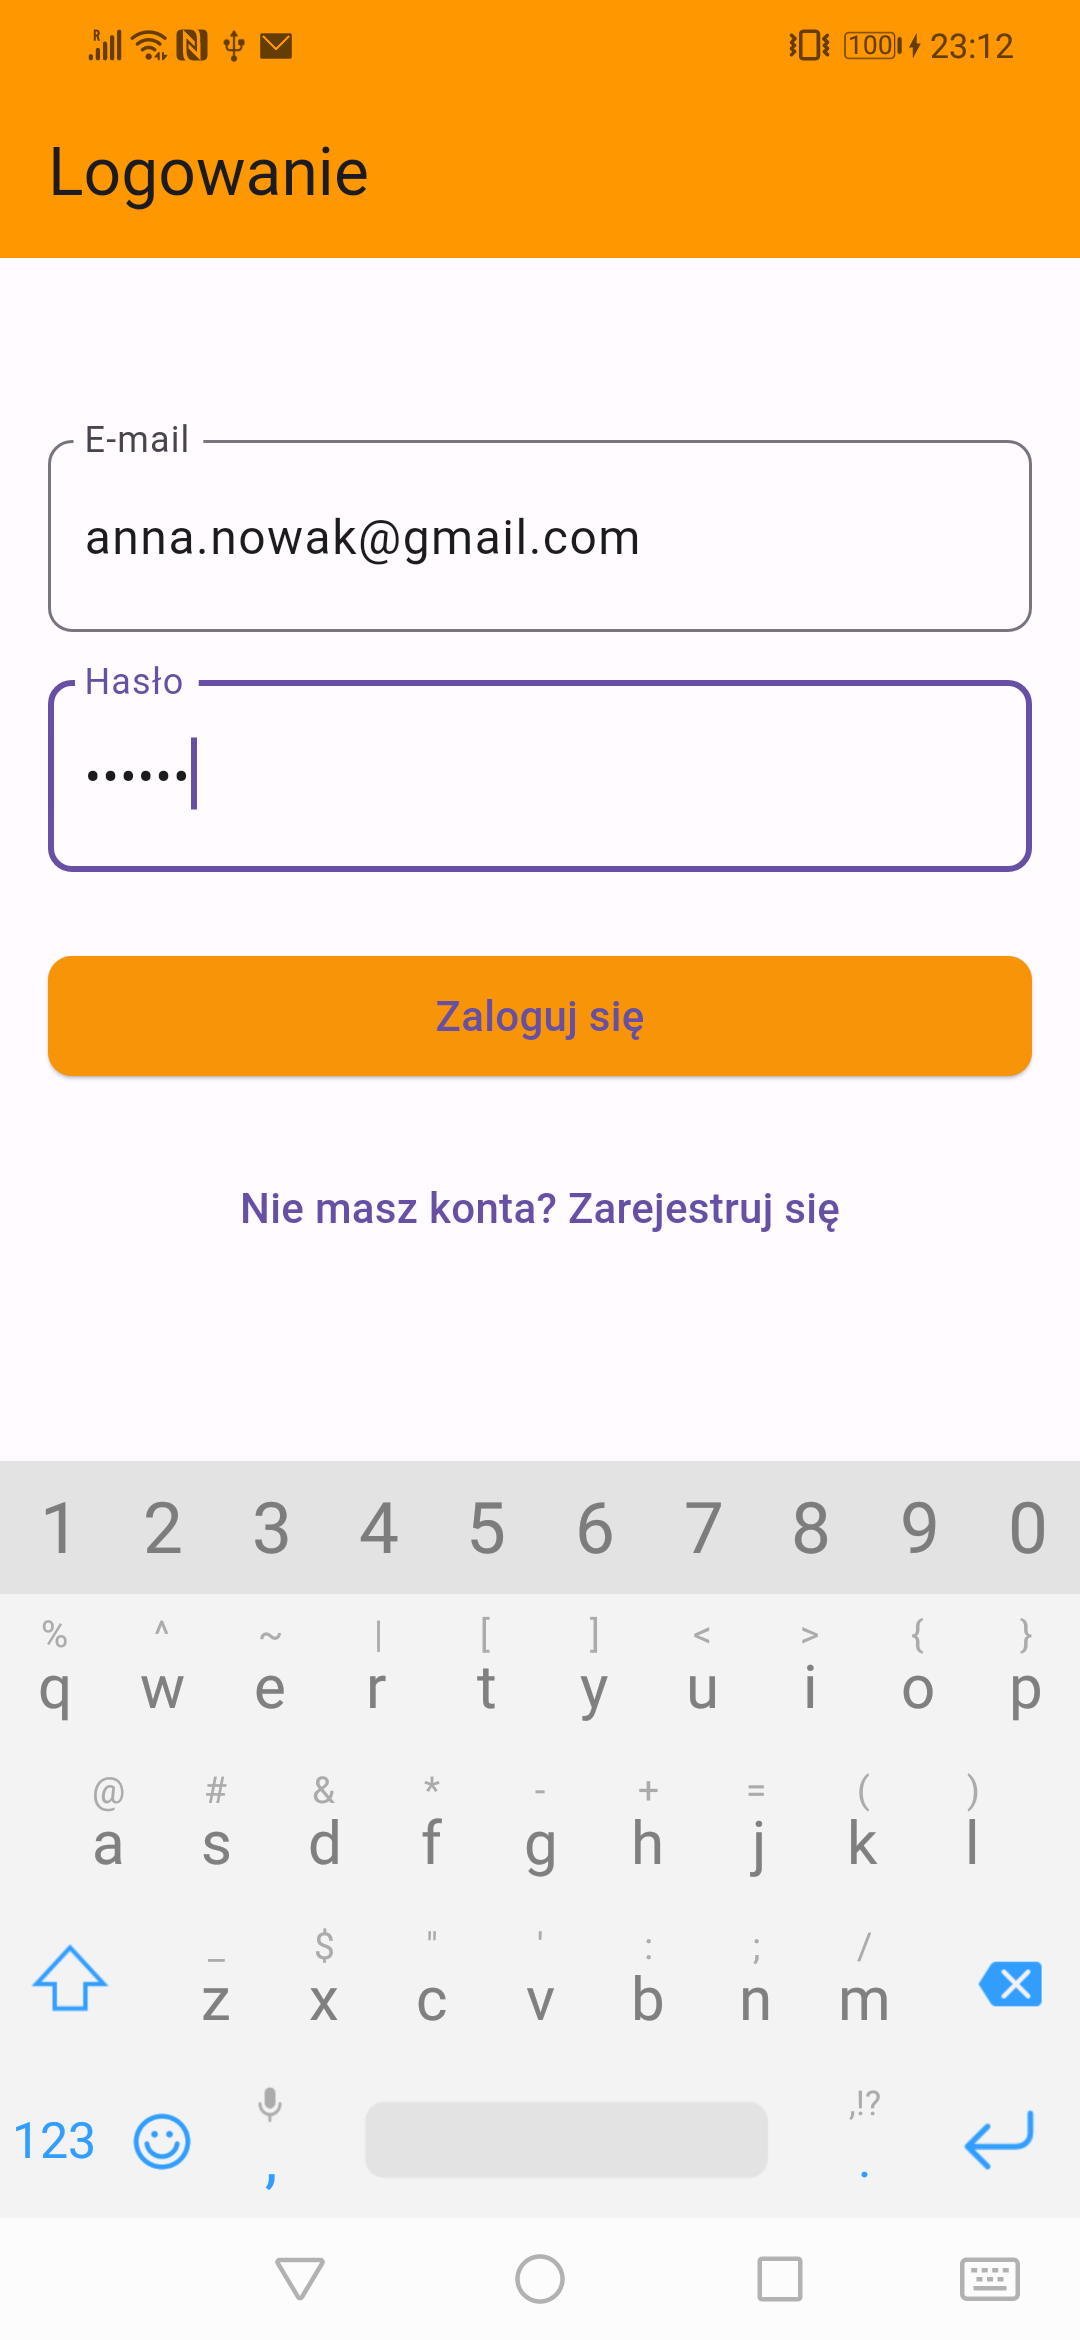 R 100 23:12
Logowanie
E-mail
anna.nowak@gmail.com
Hasło
••••••
Zaloguj się
Nie masz konta? Zarejestruj się
1 2 3 4 5 6 7 8 9 0
% ^ ~ | [ ] < > { }
q w e r t y u i o p
@ # & * - + = ( )
a s d f g h j k l
_ $ " ' : ; /
z x c v b n m
,!?
123 , .